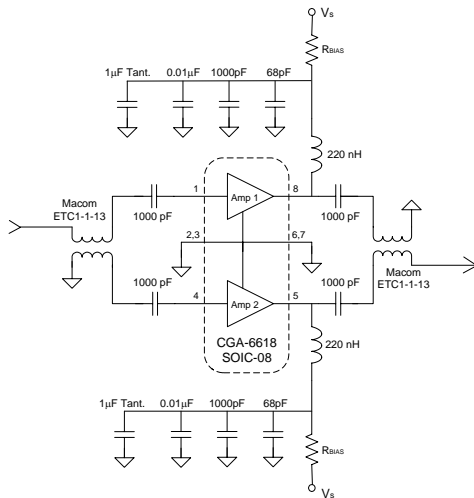 Vs
RBIAS
1µF Tant. 0.01µF 1000pF 68pF
220 nH
Macom
ETC1-1-13
1000 pF
1
Amp 1
8
1000 pF
2,3
6,7
1000 pF
4
Amp 2
5
1000 pF
Macom
ETC1-1-13
CGA-6618
SOIC-08
220 nH
1µF Tant. 0.01µF 1000pF 68pF
RBIAS
Vs